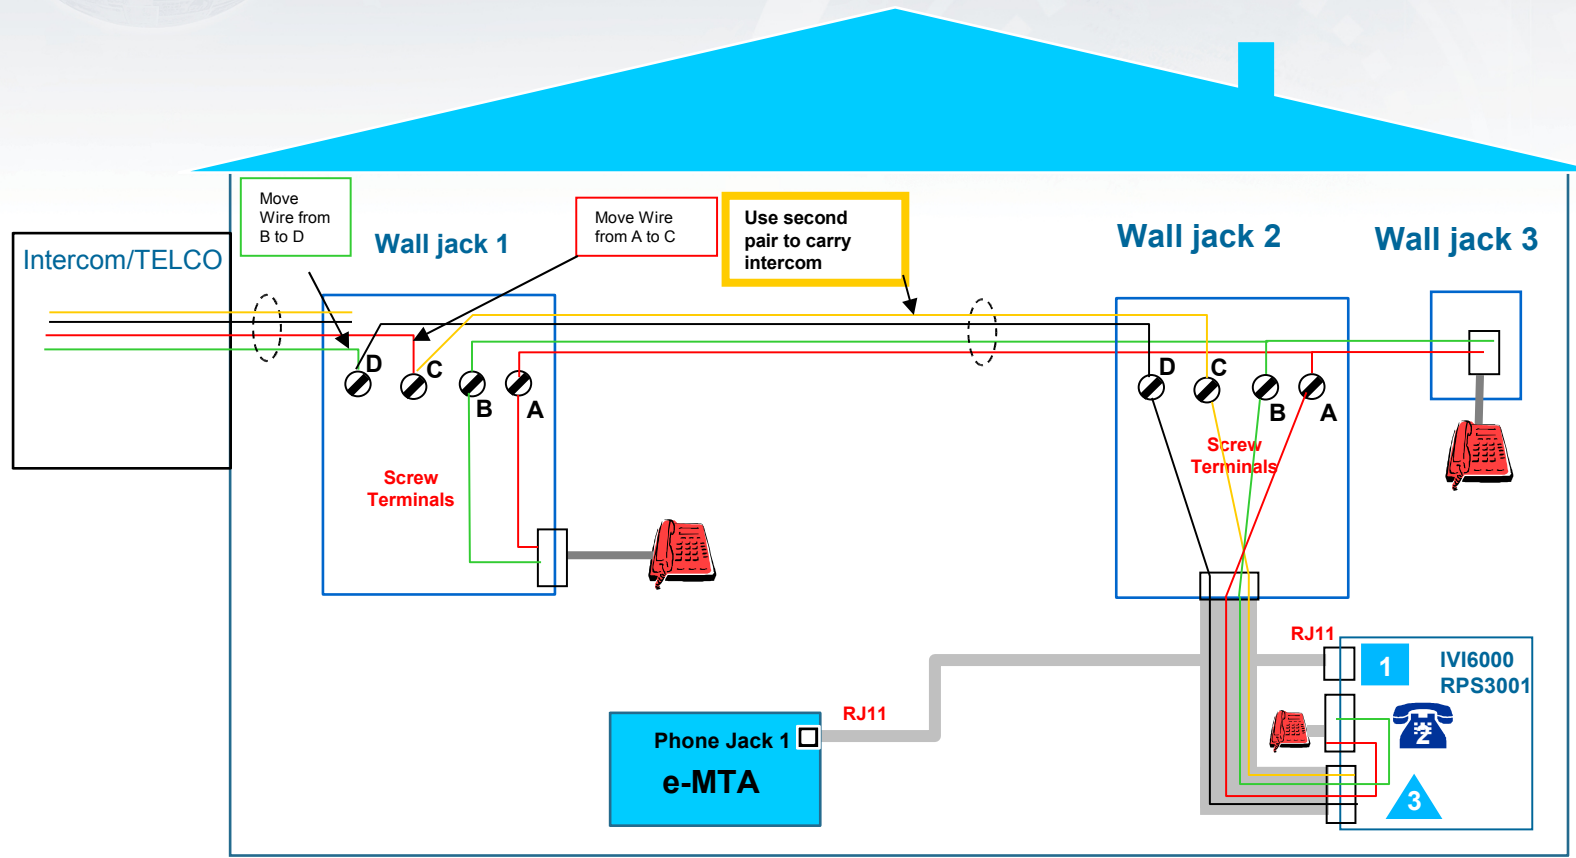 Move
Wire from
B to D
Move Wire
from A to C
Use second
pair to carry
intercom
Intercom/TELCO
Wall jack 1
Wall jack 2
Wall jack 3
D
C
B
A
D
C
B
A
Screw
Terminals
Screw
Terminals
RJ11
1
IVI6000
RPS3001
RJ11
2
Phone Jack 1
e-MTA
3